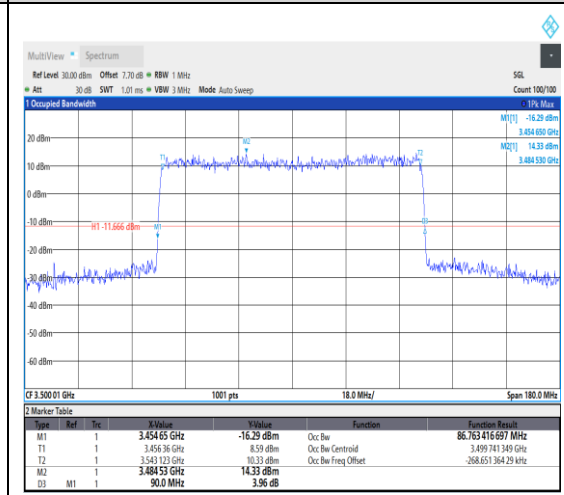 MultiView Spectrum
Ref Level 30.00 dBm Offset 7.70 dB RBW 1 MHz SGL
Att 30 dB SWT 1.01 ms VBW 3 MHz Mode Auto Sweep Count 100/100
1 Occupied Bandwidth 1Pk Max
M1[1] -16.29 dBm
3.454 650 GHz
M2[1] 14.33 dBm
3.484 530 GHz
20 dBm
M2
T1
T2
10 dBm
0 dBm
-10 dBm
H1 -11.666 dBm
M1
D3
-20 dBm
-30 dBm
-40 dBm
-50 dBm
-60 dBm
CF 3.500 01 GHz 1001 pts 18.0 MHz/ Span 180.0 MHz
2 Marker Table
Type Ref Trc X-Value Y-Value Function Function Result
M1 1 3.454 65 GHz -16.29 dBm Occ Bw 86.763 416 697 MHz
T1 1 3.456 36 GHz 8.59 dBm Occ Bw Centroid 3.499 741 349 GHz
T2 1 3.543 123 GHz 10.33 dBm Occ Bw Freq Offset -268.651 364 29 kHz
M2 1 3.484 53 GHz 14.33 dBm
D3 M1 1 90.0 MHz 3.96 dB